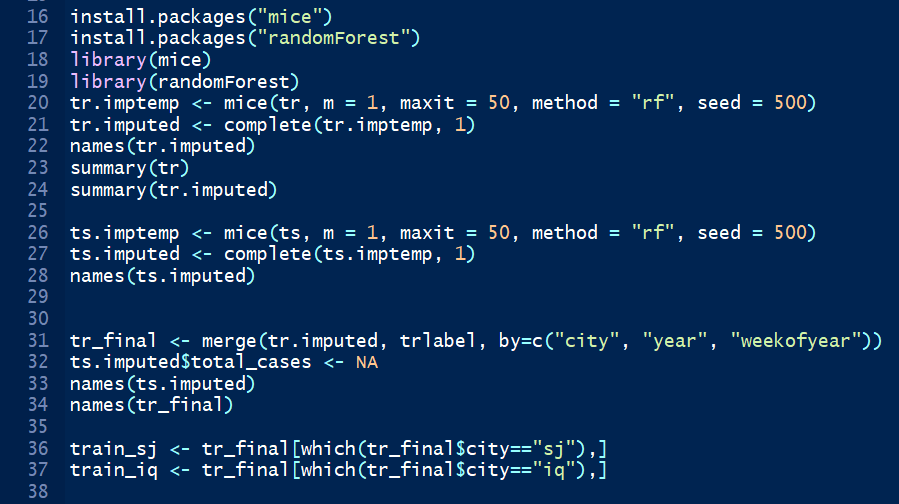 16 install.packages("mice")
17 install.packages("randomForest")
18 library(mice)
19 library(randomForest)
20 tr.imptemp <- mice(tr, m = 1, maxit = 50, method = "rf", seed = 500)
21 tr.imputed <- complete(tr.imptemp, 1)
22 names(tr.imputed)
23 summary(tr)
24 summary(tr.imputed)
25
26 ts.imptemp <- mice(ts, m = 1, maxit = 50, method = "rf", seed = 500)
27 ts.imputed <- complete(ts.imptemp, 1)
28 names(ts.imputed)
29
30
31 tr_final <- merge(tr.imputed, trlabel, by=c("city", "year", "weekofyear"))
32 ts.imputed$total_cases <- NA
33 names(ts.imputed)
34 names(tr_final)
35
36 train_sj <- tr_final[which(tr_final$city=="sj"),]
37 train_iq <- tr_final[which(tr_final$city=="iq"),]
38